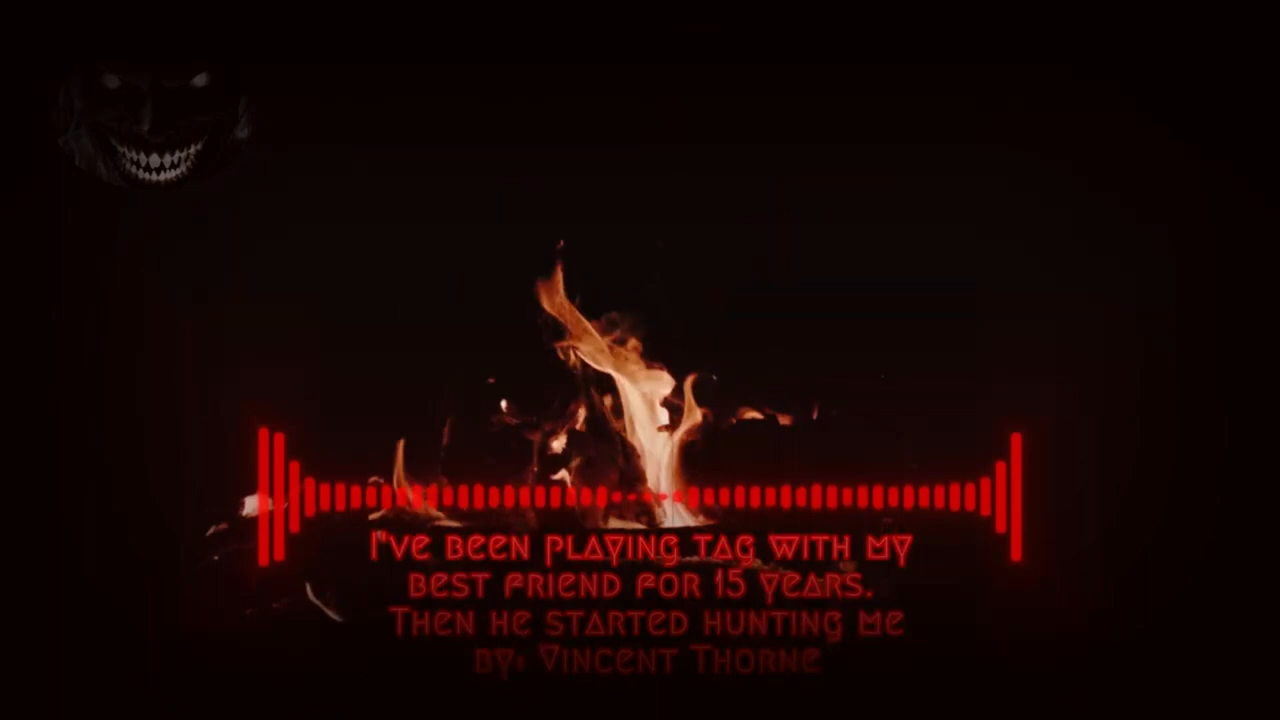 I've been playing tag with my
best friend for 15 years.
Then he started hunting me
by: Vincent Thorne